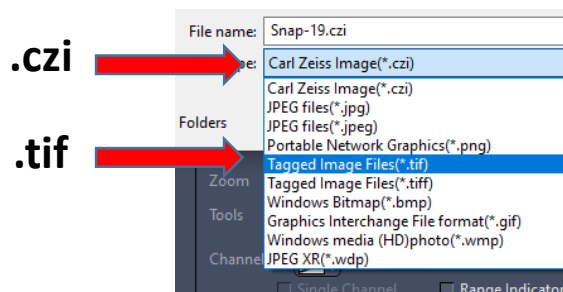 File name: Snap-19.czi
.czi
pe: Carl Zeiss Image(*.czi)
Carl Zeiss Image(*.czi)
JPEG files(*.jpg)
Folders
JPEG files(*.jpeg)
Portable Network Graphics(*.png)
.tif
Tagged Image Files(*.tif)
Zoom
Tagged Image Files(*.tiff)
Windows Bitmap(*.bmp)
Tools
Graphics Interchange File format(*.gif)
Windows media (HD)photo(*.wmp)
Channel
JPEG XR(*.wdp)
Single Channel Range Indicator